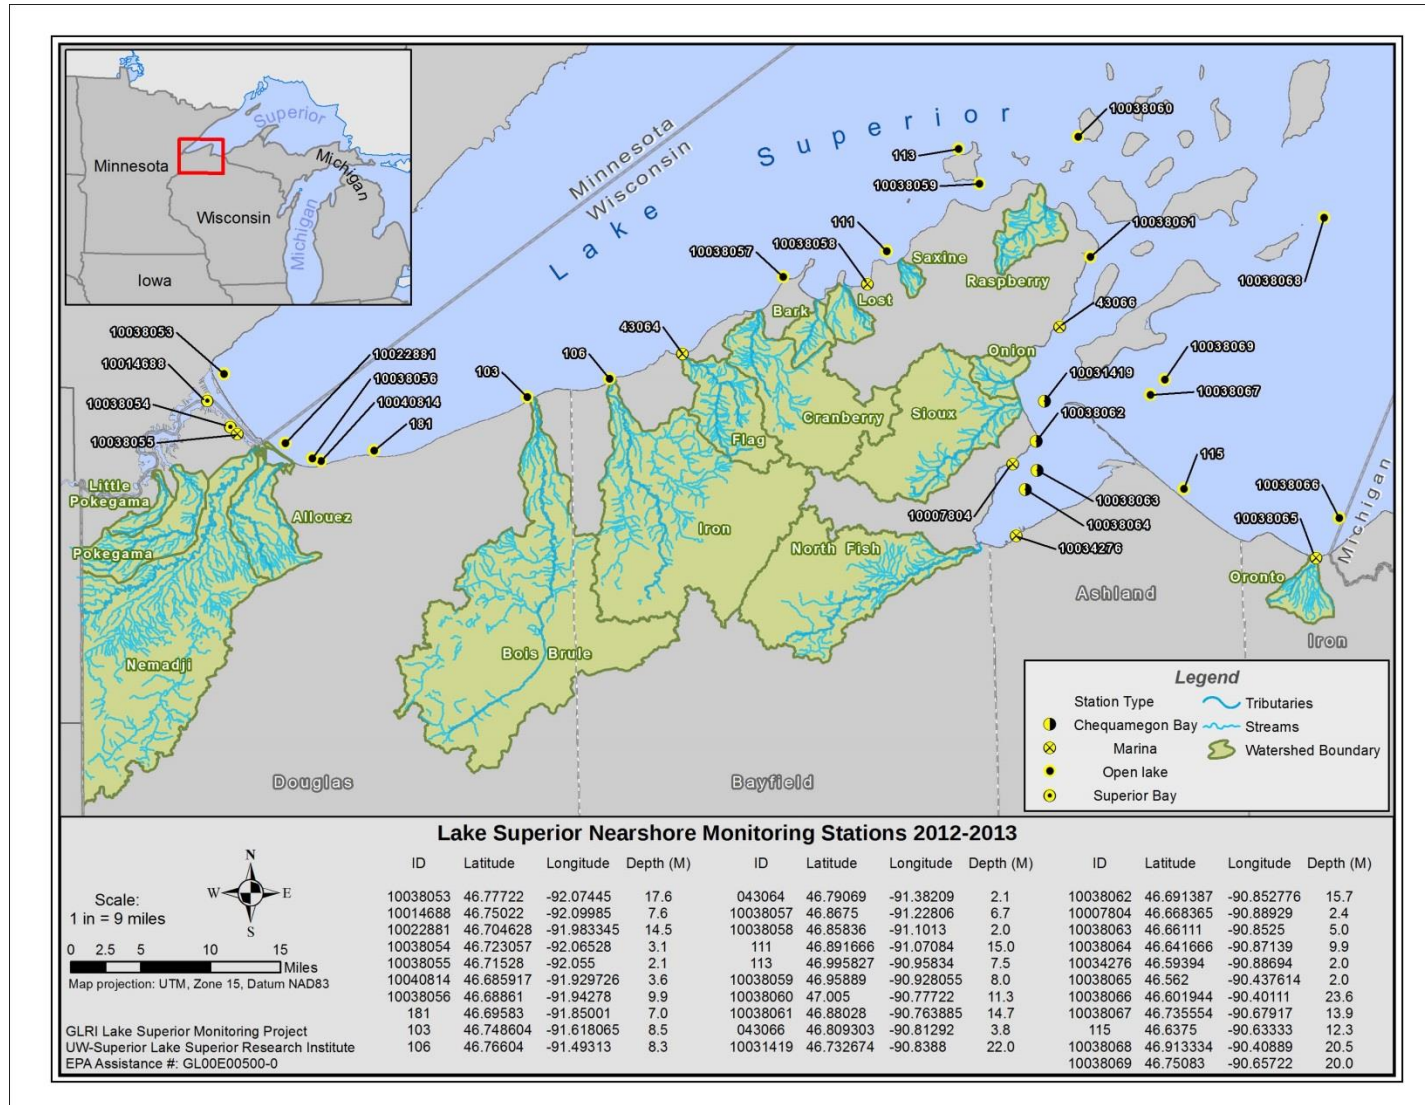 Superior
Minnesota
Michigan
Wisconsin
Michigan
Iowa
Minnesota
Wisconsin
Lake Superior
10038060
113
10038059
111
10038058
10038057
10038061
10038068
Saxine
Raspberry
Lost
Bark
43066
43064
10038053
10014688
10038054
10038055
10022881
10038056
10040814
181
103
106
Onion
10031419
10038069
10038067
10038062
Cranberry
Sioux
Flag
115
10038066
10038065
Michigan
10038063
10007804
10038064
10034276
Little
Pokegama
Allouez
Pokegama
Iron
North Fish
Oronto
Ashland
Iron
Nemadji
Bois Brule
Douglas
Bayfield
Legend
Station Type
Chequamegon Bay
Marina
Open lake
Superior Bay
Tributaries
Streams
Watershed Boundary
Lake Superior Nearshore Monitoring Stations 2012-2013
N
W E
S
Scale:
1 in = 9 miles
0 2.5 5 10 15
Miles
Map projection: UTM, Zone 15, Datum NAD83
GLRI Lake Superior Monitoring Project
UW-Superior Lake Superior Research Institute
EPA Assistance #: GL00E00500-0
ID Latitude Longitude Depth (M)
10038053 46.77722 -92.07445 17.6
10014688 46.75022 -92.09985 7.6
10022881 46.704628 -91.983345 14.5
10038054 46.723057 -92.06528 3.1
10038055 46.71528 -92.055 2.1
10040814 46.685917 -91.929726 3.6
10038056 46.68861 -91.94278 9.9
181 46.69583 -91.85001 7.0
103 46.748604 -91.618065 8.5
106 46.76604 -91.49313 8.3
ID Latitude Longitude Depth (M)
043064 46.79069 -91.38209 2.1
10038057 46.8675 -91.22806 6.7
10038058 46.85836 -91.1013 2.0
111 46.891666 -91.07084 15.0
113 46.995827 -90.95834 7.5
10038059 46.95889 -90.928055 8.0
10038060 47.005 -90.77722 11.3
10038061 46.88028 -90.763885 14.7
043066 46.809303 -90.81292 3.8
10031419 46.732674 -90.8388 22.0
ID Latitude Longitude Depth (M)
10038062 46.691387 -90.852776 15.7
10007804 46.668365 -90.88929 2.4
10038063 46.66111 -90.8525 5.0
10038064 46.641666 -90.87139 9.9
10034276 46.59394 -90.88694 2.0
10038065 46.562 -90.437614 2.0
10038066 46.601944 -90.40111 23.6
10038067 46.735554 -90.67917 13.9
115 46.6375 -90.63333 12.3
10038068 46.913334 -90.40889 20.5
10038069 46.75083 -90.65722 20.0